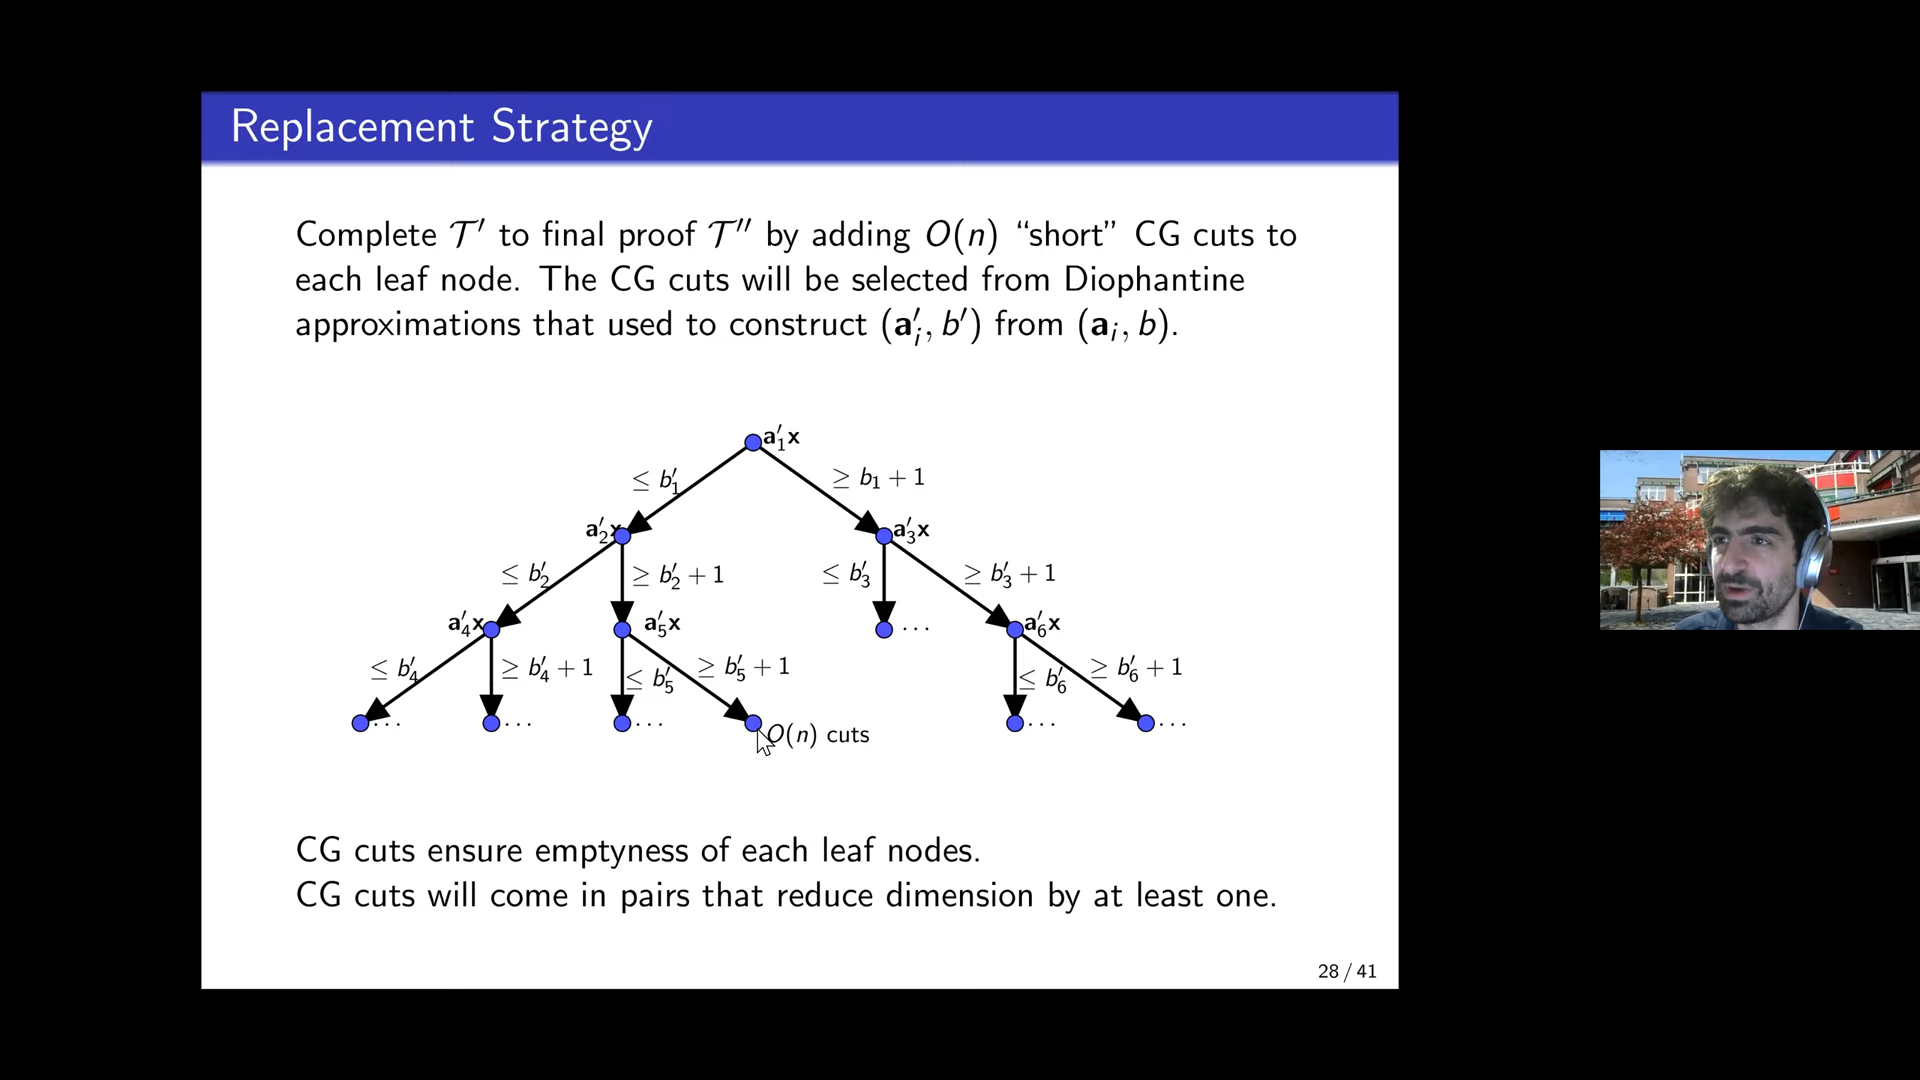 Replacement Strategy
Complete 𝒯′ to final proof 𝒯″ by adding O(n) “short” CG cuts to
each leaf node. The CG cuts will be selected from Diophantine
approximations that used to construct (a′ᵢ, b′) from (aᵢ, b).
a′₁x
≤ b′₁
≥ b₁ + 1
a′₂x
a′₃x
≤ b′₂
≥ b′₂ + 1
≤ b′₃
≥ b′₃ + 1
a′₄x
a′₅x
...
a′₆x
≤ b′₄
≥ b′₄ + 1
≤ b′₅
≥ b′₅ + 1
≤ b′₆
≥ b′₆ + 1
...
...
...
O(n) cuts
...
...
CG cuts ensure emptyness of each leaf nodes.
CG cuts will come in pairs that reduce dimension by at least one.
28 / 41